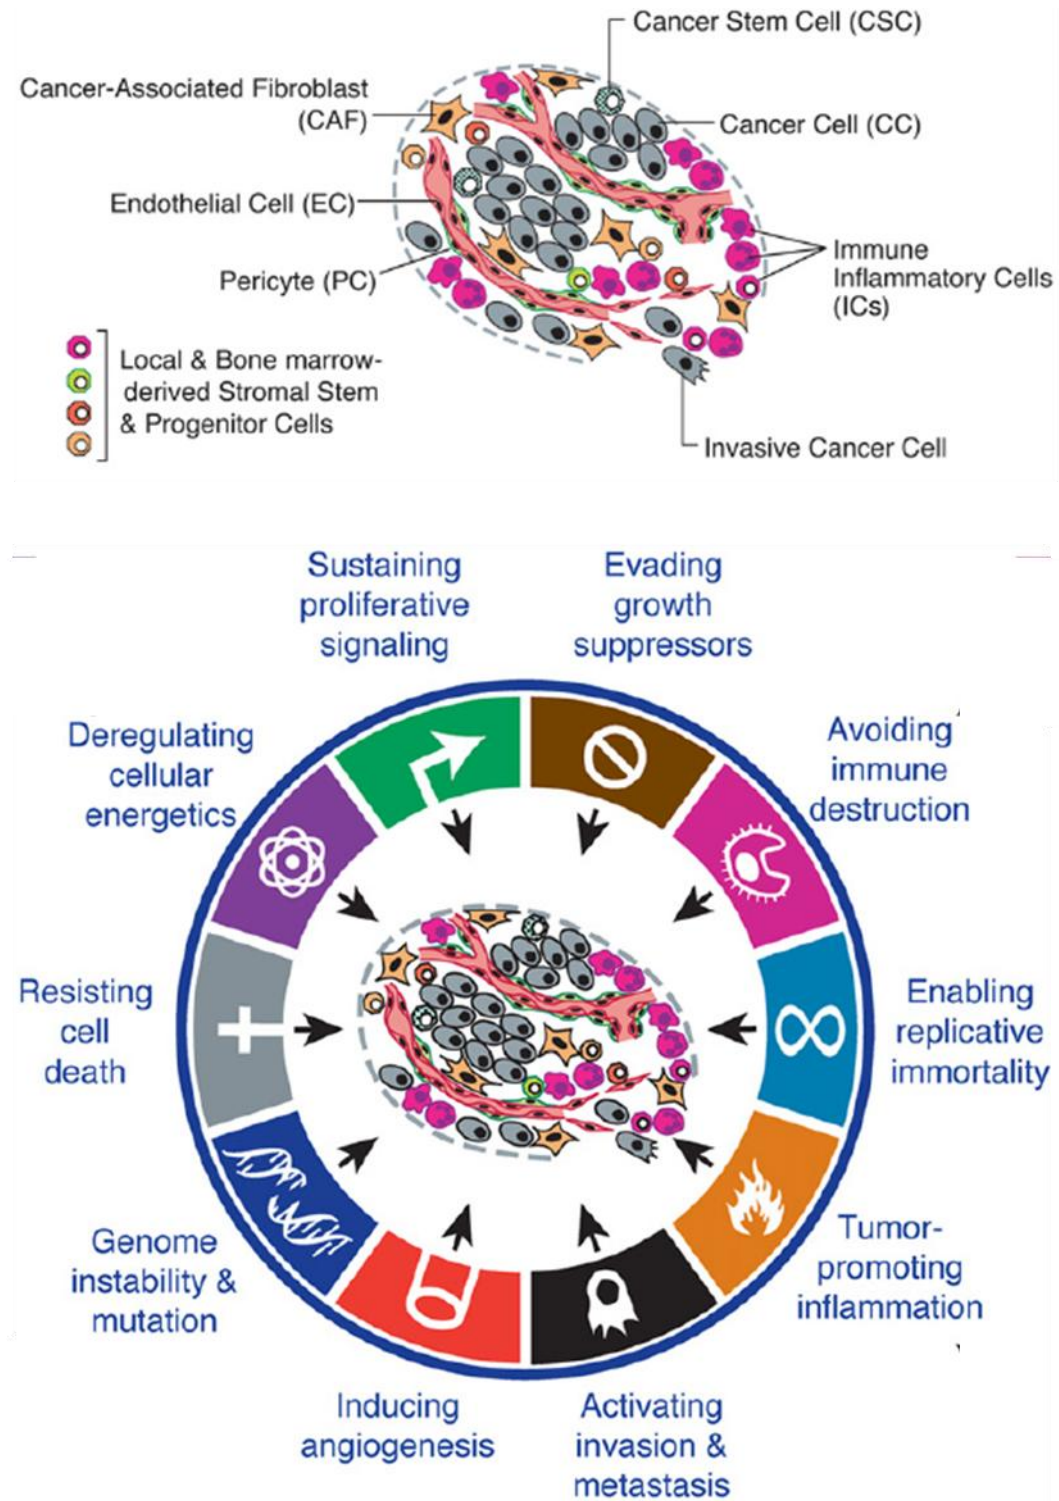 Cancer Stem Cell (CSC)
Cancer-Associated Fibroblast
(CAF)
Cancer Cell (CC)
Endothelial Cell (EC)
Immune
Inflammatory Cells
(ICs)
Pericyte (PC)
Local & Bone marrow-
derived Stromal Stem
& Progenitor Cells
Invasive Cancer Cell
Sustaining
proliferative
signaling
Evading
growth
suppressors
Deregulating
cellular
energetics
Avoiding
immune
destruction
Resisting
cell
death
Enabling
replicative
immortality
Genome
instability &
mutation
Tumor-
promoting
inflammation
Inducing
angiogenesis
Activating
invasion &
metastasis